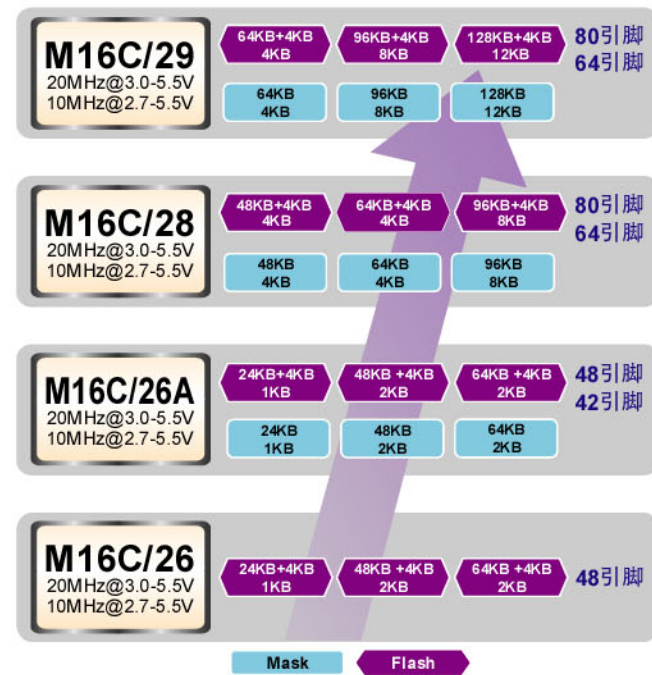 M16C/29
20MHz@3.0-5.5V
10MHz@2.7-5.5V
64KB+4KB
4KB
96KB+4KB
8KB
128KB+4KB
12KB
64KB
4KB
96KB
8KB
128KB
12KB
80引脚
64引脚
M16C/28
20MHz@3.0-5.5V
10MHz@2.7-5.5V
48KB+4KB
4KB
64KB+4KB
4KB
96KB+4KB
8KB
48KB
4KB
64KB
4KB
96KB
8KB
80引脚
64引脚
M16C/26A
20MHz@3.0-5.5V
10MHz@2.7-5.5V
24KB+4KB
1KB
48KB +4KB
2KB
64KB +4KB
2KB
24KB
1KB
48KB
2KB
64KB
2KB
48引脚
42引脚
M16C/26
20MHz@3.0-5.5V
10MHz@2.7-5.5V
24KB+4KB
1KB
48KB +4KB
2KB
64KB +4KB
2KB
48引脚
Mask
Flash